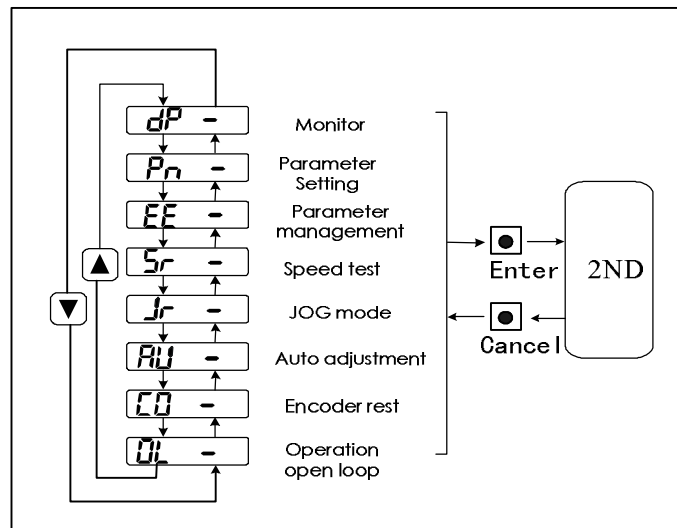 dP -
Monitor
Pn -
Parameter
Setting
EE -
Parameter
management
Sr -
Speed test
Jr -
JOG mode
AU -
Auto adjustment
CO -
Encoder rest
OL -
Operation
open loop
Enter
Cancel
2ND